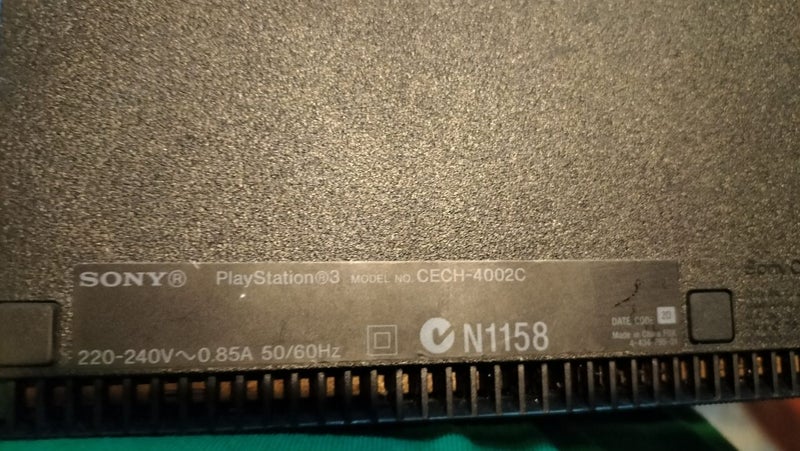 SONY® PlayStation®3 MODEL NO. CECH-4002C
DATE CODE 2D
N1158
Made in China
220-240V～0.85A 50/60Hz